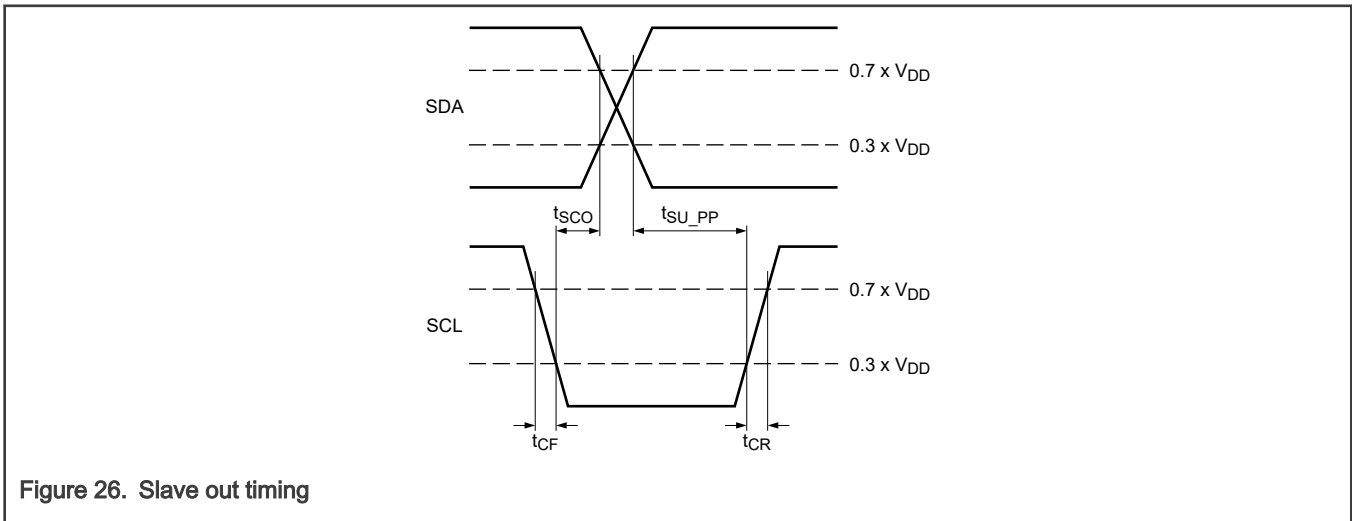 0.7 x VDD
SDA
0.3 x VDD
tSCO tSU_PP
0.7 x VDD
SCL
0.3 x VDD
tCF tCR
Figure 26. Slave out timing